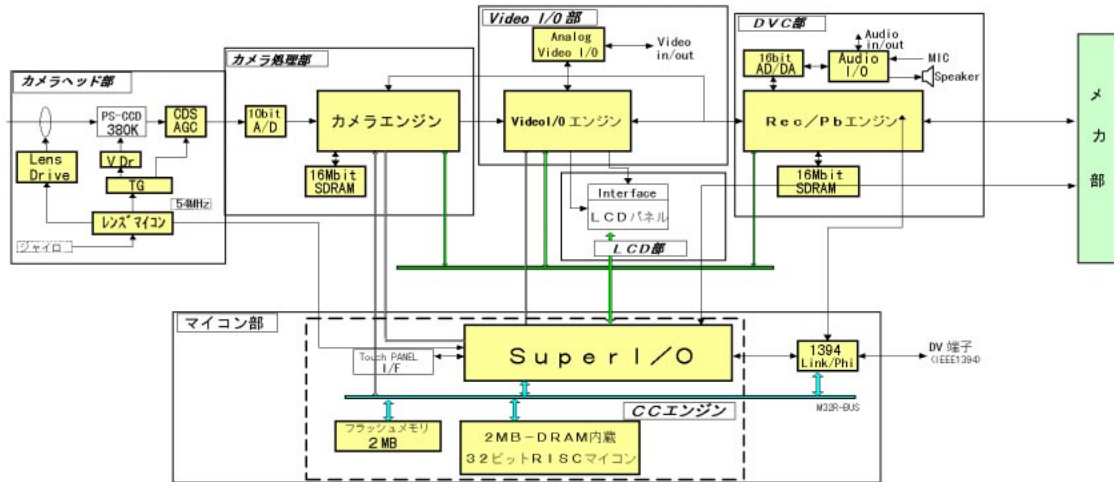 カメラヘッド部
PS-CCD
380K
CDS
AGC
Lens
Drive
V Dr
TG
54MHz
レンズマイコン
ジャイロ
カメラ処理部
10bit
A/D
カメラエンジン
16Mbit
SDRAM
Video I/O部
Analog
Video I/O
Video
in/out
VideoI/Oエンジン
Interface
LCDパネル
LCD部
DVC部
16bit
AD/DA
Audio
in/out
Audio
I/O
MIC
Speaker
Rec/Pbエンジン
16Mbit
SDRAM
メカ部
マイコン部
SuperI/O
Touch PANEL
I/F
1394
Link/Phi
DV 端子
(IEEE1394)
M32R-BUS
CCエンジン
フラッシュメモリ
2MB
2MB−DRAM内蔵
32ビットRISCマイコン